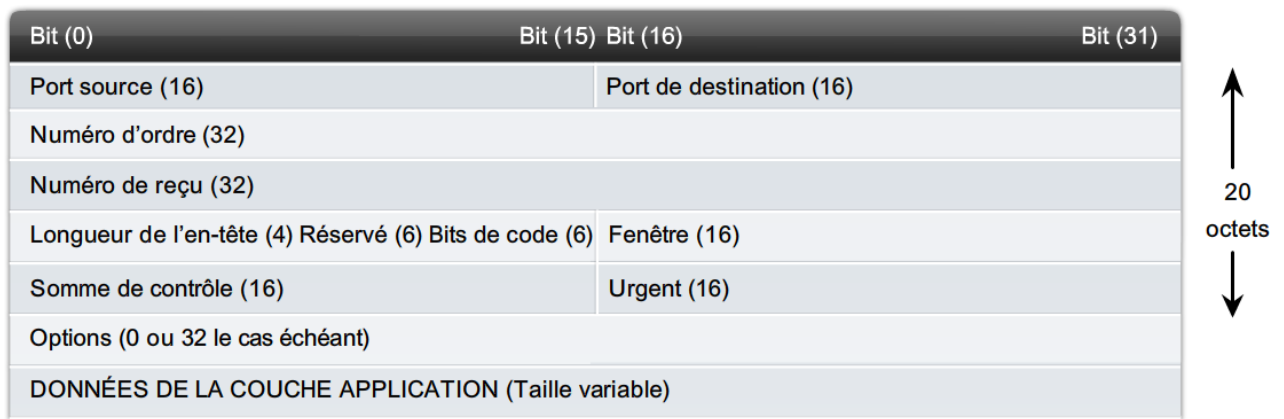 Bit (0) Bit (15) Bit (16) Bit (31)
Port source (16) Port de destination (16)
Numéro d'ordre (32)
Numéro de reçu (32)
Longueur de l'en-tête (4) Réservé (6) Bits de code (6) Fenêtre (16)
Somme de contrôle (16) Urgent (16)
Options (0 ou 32 le cas échéant)
DONNÉES DE LA COUCHE APPLICATION (Taille variable)
20
octets